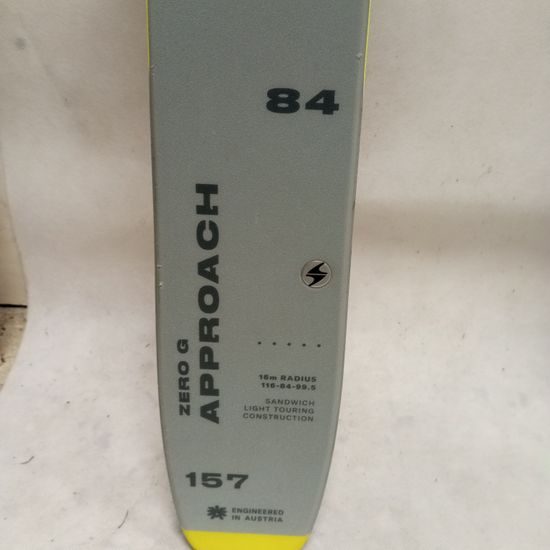 84
ZERO G
APPROACH
16m RADIUS
116-84-99.5
SANDWICH
LIGHT TOURING
CONSTRUCTION
157
ENGINEERED
IN AUSTRIA